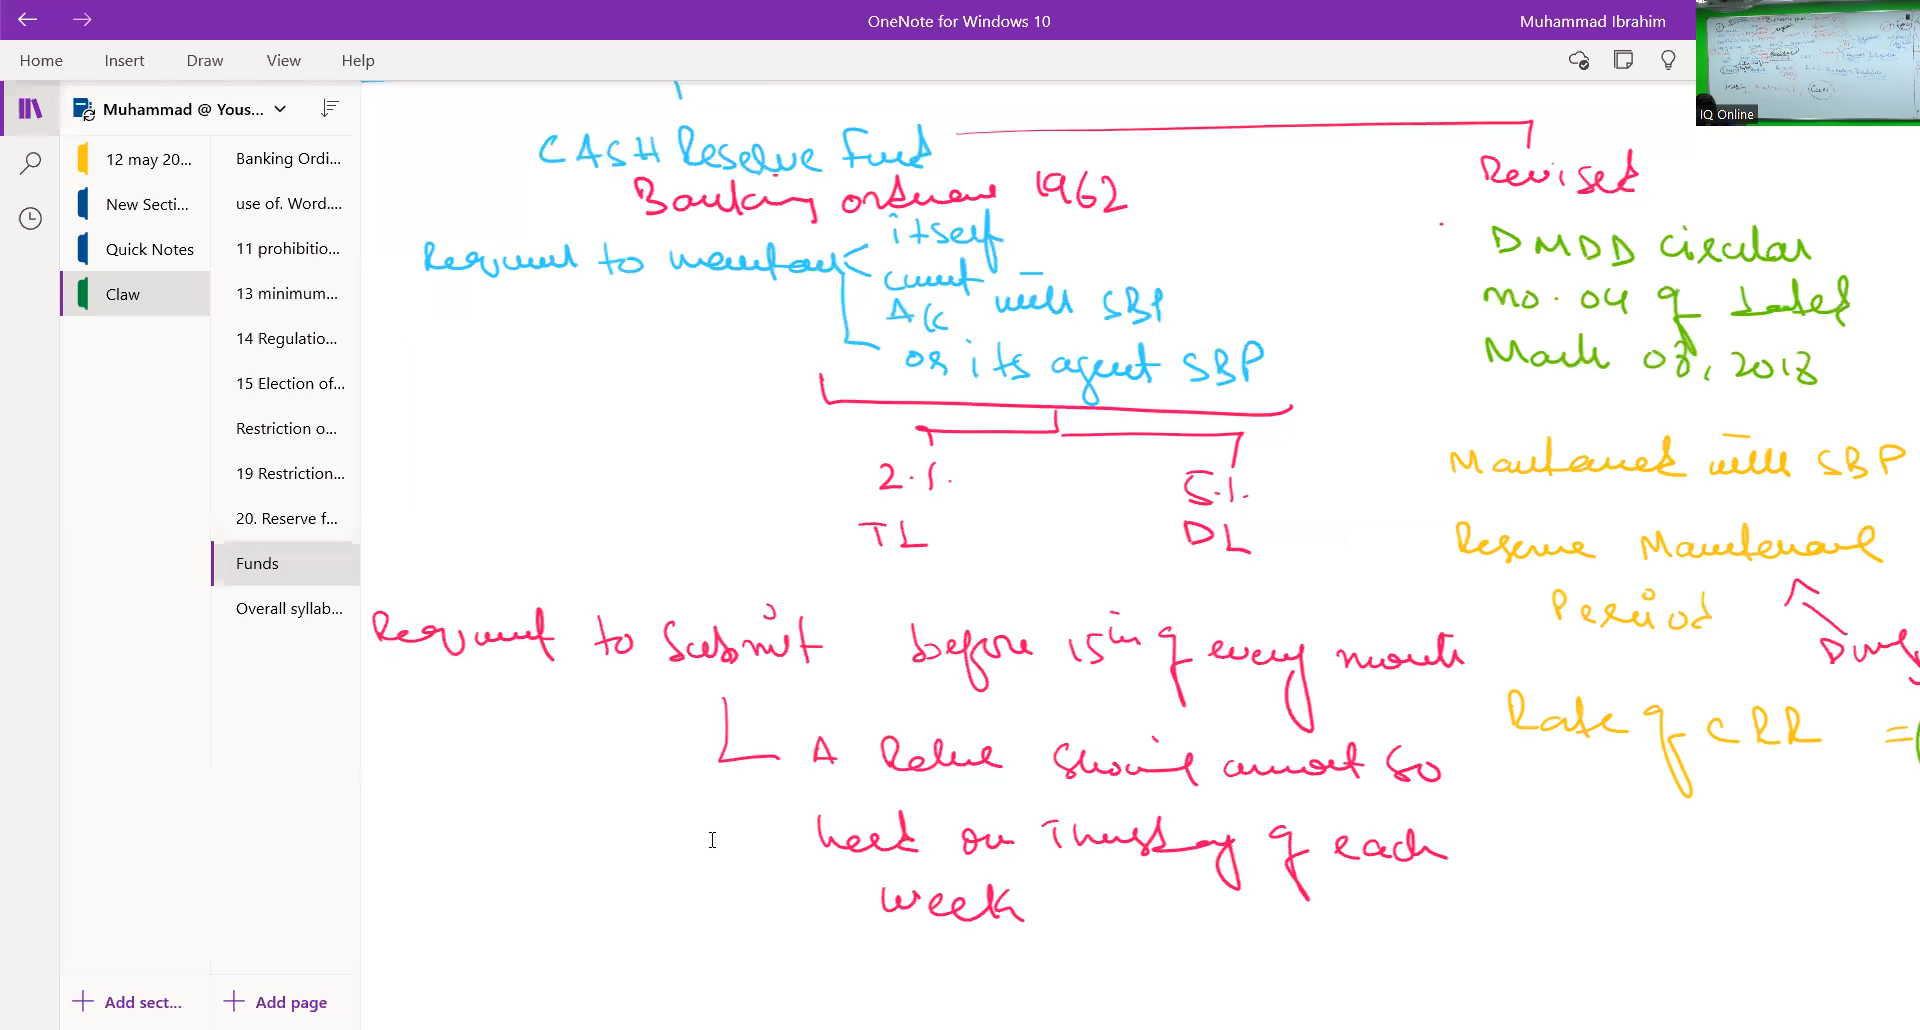 OneNote for Windows 10
Muhammad Ibrahim
Home Insert Draw View Help
IQ Online
Muhammad @ Yous...
12 may 20...
New Secti...
Quick Notes
Claw
Banking Ordi...
use of. Word....
11 prohibitio...
13 minimum...
14 Regulatio...
15 Election of...
Restriction o...
19 Restriction...
20. Reserve f...
Funds
Overall syllab...
Add sect...
Add page
CASH Reserve Fund
Banking ordinance 1962
Required to maintain
itself
current
A/c with SBP
or its agent SBP
2.%.
TL
5.%.
DL
Required to Submit before 15th of every month
A Return Showing amount so
held on Thursday of each
week
Revised
DMDD circular
no. 04 of dated
March 03, 2018
Maintained with SBP
Reserve Maintenance
Period
Rate of CRR =